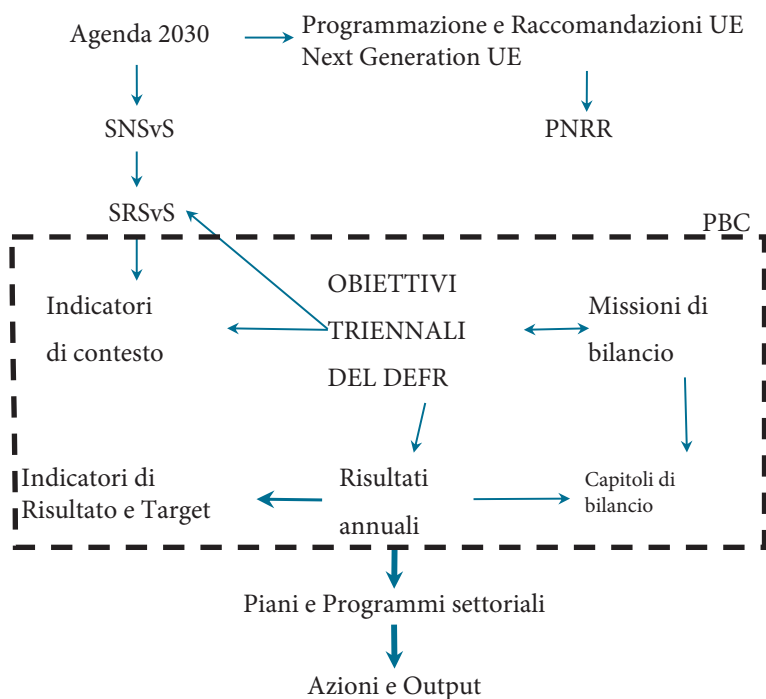 Agenda 2030
Programmazione e Raccomandazioni UE
Next Generation UE
SNSvS
PNRR
SRSvS
PBC
Indicatori
di contesto
OBIETTIVI
TRIENNALI
DEL DEFR
Missioni di
bilancio
Indicatori di
Risultato e Target
Risultati
annuali
Capitoli di
bilancio
Piani e Programmi settoriali
Azioni e Output